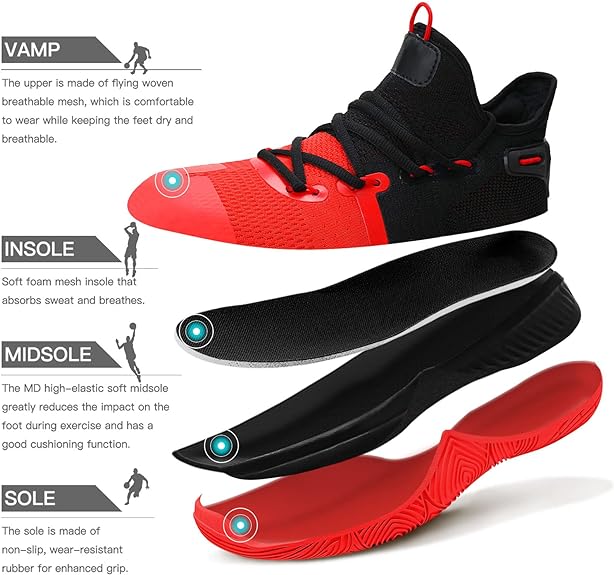 VAMP
The upper is made of flying woven
breathable mesh, which is comfortable
to wear while keeping the feet dry and
breathable.
INSOLE
Soft foam mesh insole that
absorbs sweat and breathes.
MIDSOLE
The MD high-elastic soft midsole
greatly reduces the impact on the
foot during exercise and has a
good cushioning function.
SOLE
The sole is made of
non-slip, wear-resistant
rubber for enhanced grip.